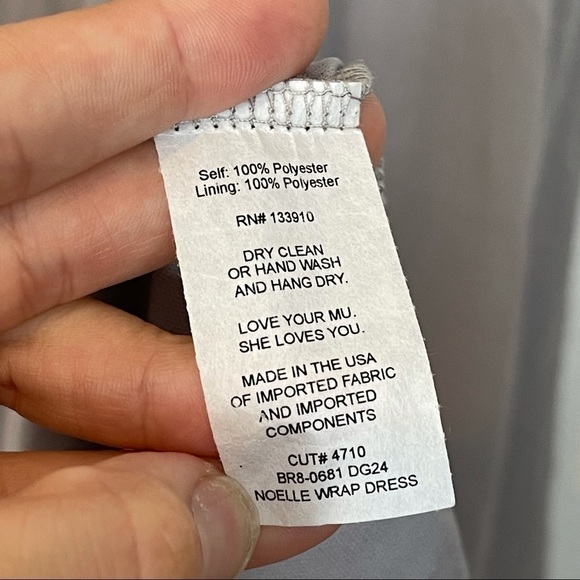 Self: 100% Polyester
Lining: 100% Polyester
RN# 133910
DRY CLEAN
OR HAND WASH
AND HANG DRY.
LOVE YOUR MU.
SHE LOVES YOU.
MADE IN THE USA
OF IMPORTED FABRIC
AND IMPORTED
COMPONENTS
CUT# 4710
BR8-0681 DG24
NOELLE WRAP DRESS